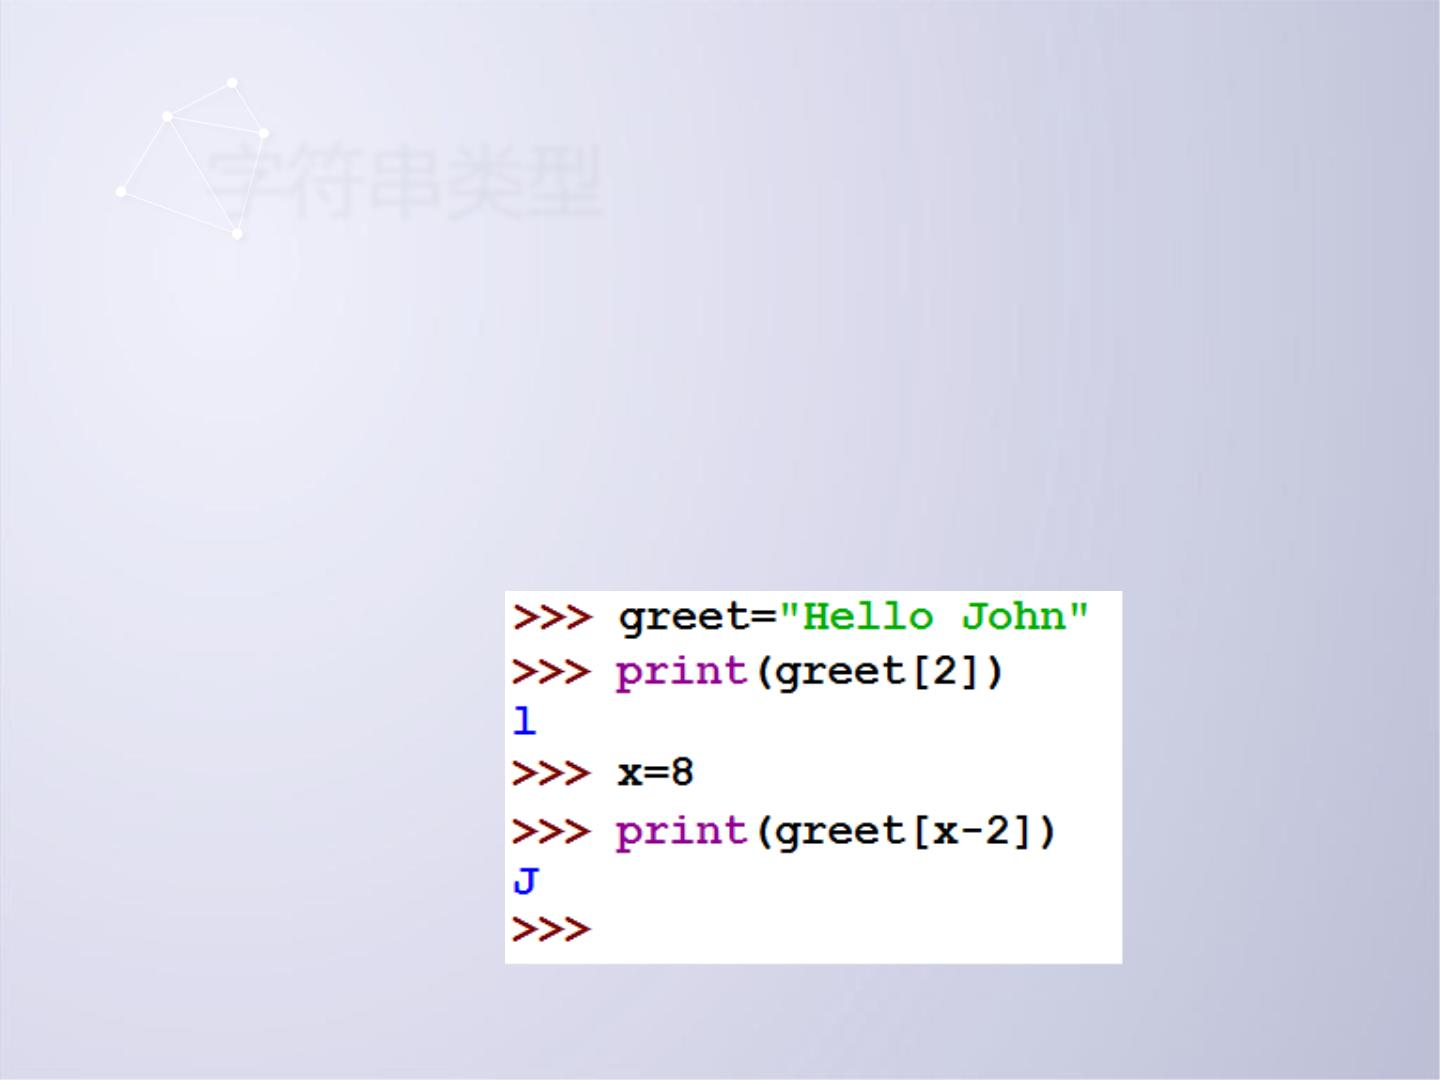 字符串类型
>>> greet="Hello John"
>>> print(greet[2])
l
>>> x=8
>>> print(greet[x-2])
J
>>>